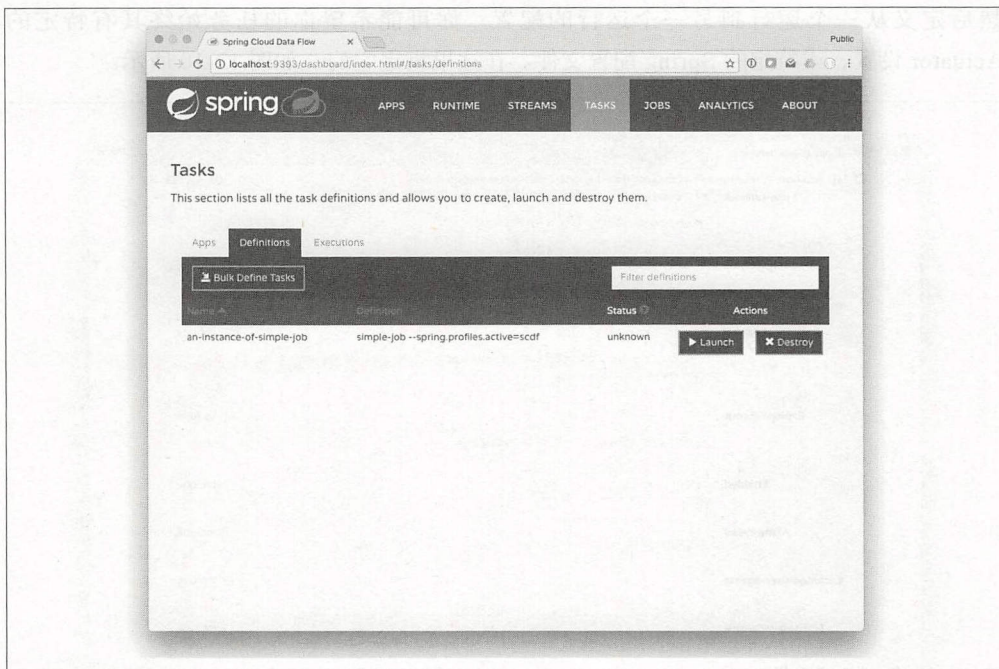 Spring Cloud Data Flow
Public
localhost:9393/dashboard/index.html#/tasks/definitions
spring
APPS RUNTIME STREAMS TASKS JOBS ANALYTICS ABOUT
Tasks
This section lists all the task definitions and allows you to create, launch and destroy them.
Apps Definitions Executions
Bulk Define Tasks
Filter definitions
Name Definition Status Actions
an-instance-of-simple-job simple-job --spring.profiles.active=scdf unknown Launch Destroy